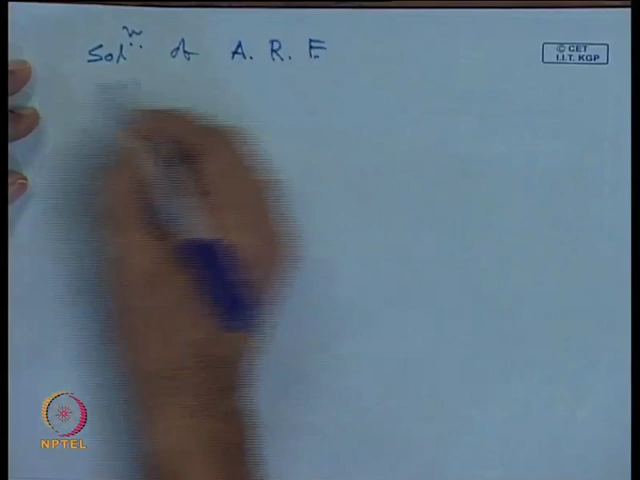 Solⁿ of A. R. E
© CET
I.I.T. KGP
NPTEL